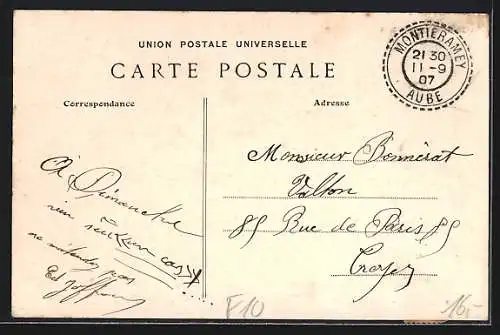 UNION POSTALE UNIVERSELLE
CARTE POSTALE
MONTIÉRAMEY
21 30
11-9
07
AUBE
Correspondance
Adresse
Monsieur Bonnerat
Valton
85 Rue de Paris 85
Troyes
À Dimanche
F10
16.-